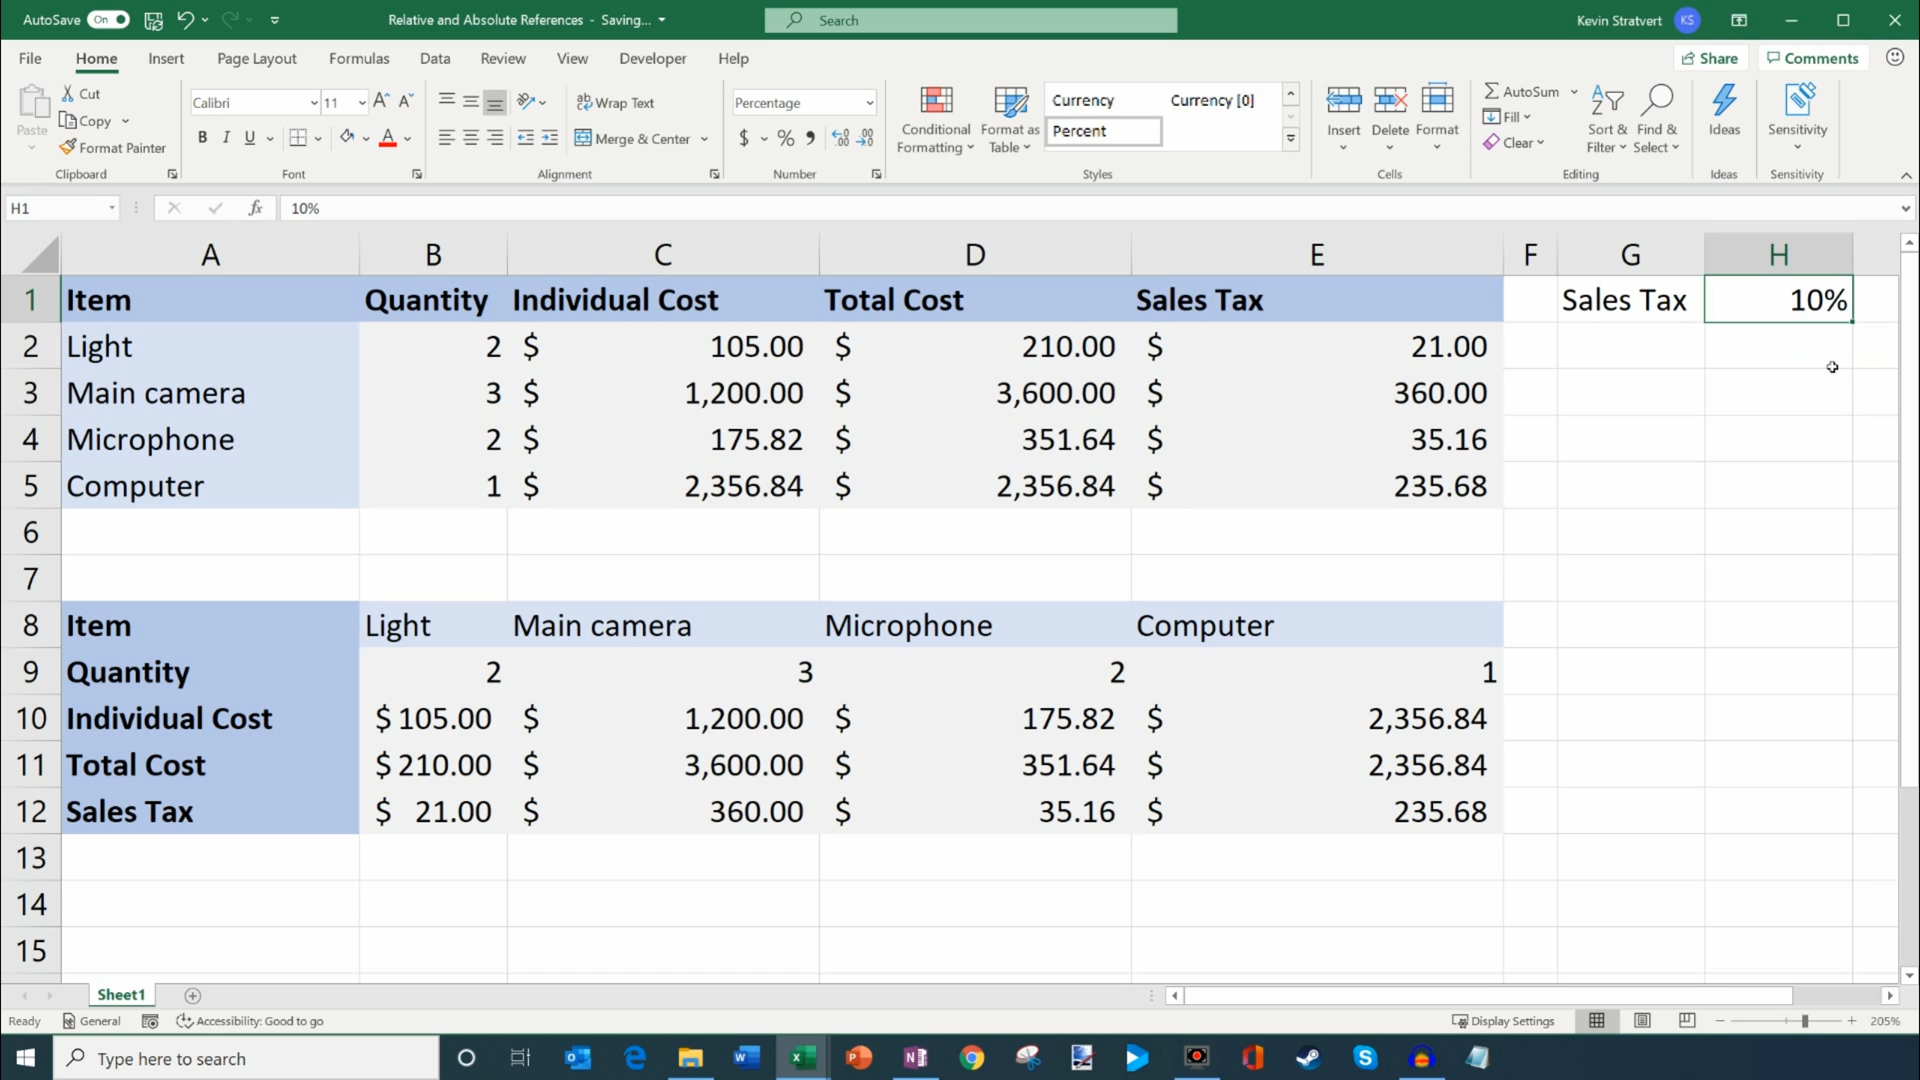 AutoSave On Relative and Absolute References - Saving... Search Kevin Stratvert KS
File Home Insert Page Layout Formulas Data Review View Developer Help Share Comments
Paste Cut Copy Format Painter Clipboard
Calibri 11 B I U A Font
ab Wrap Text Merge & Center Alignment
Percentage $ % Number
Conditional Formatting Format as Table Currency Currency [0] Percent Styles
Insert Delete Format Cells
AutoSum Fill Clear Sort & Filter Find & Select Editing
Ideas Ideas
Sensitivity Sensitivity
H1 fx 10%
A B C D E F G H
1 Item Quantity Individual Cost Total Cost Sales Tax Sales Tax 10%
2 Light 2 $ 105.00 $ 210.00 $ 21.00
3 Main camera 3 $ 1,200.00 $ 3,600.00 $ 360.00
4 Microphone 2 $ 175.82 $ 351.64 $ 35.16
5 Computer 1 $ 2,356.84 $ 2,356.84 $ 235.68
6
7
8 Item Light Main camera Microphone Computer
9 Quantity 2 3 2 1
10 Individual Cost $ 105.00 $ 1,200.00 $ 175.82 $ 2,356.84
11 Total Cost $ 210.00 $ 3,600.00 $ 351.64 $ 2,356.84
12 Sales Tax $ 21.00 $ 360.00 $ 35.16 $ 235.68
13
14
15
Sheet1
Ready General Accessibility: Good to go Display Settings 205%
Type here to search